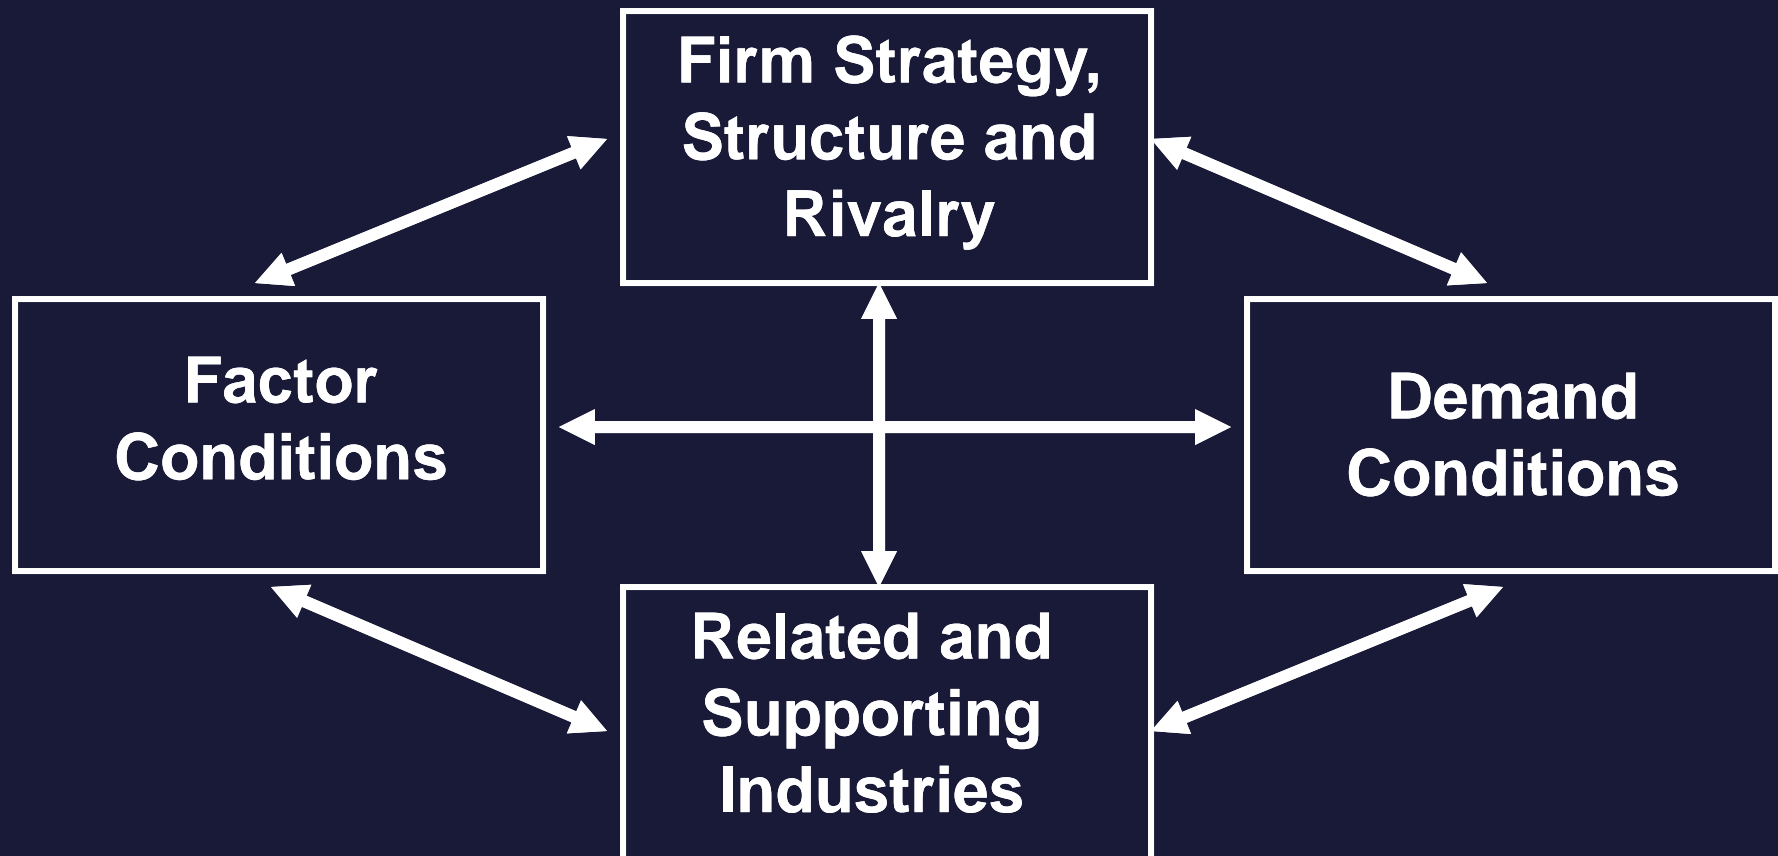 Firm Strategy,
Structure and
Rivalry
Factor
Conditions
Demand
Conditions
Related and
Supporting
Industries